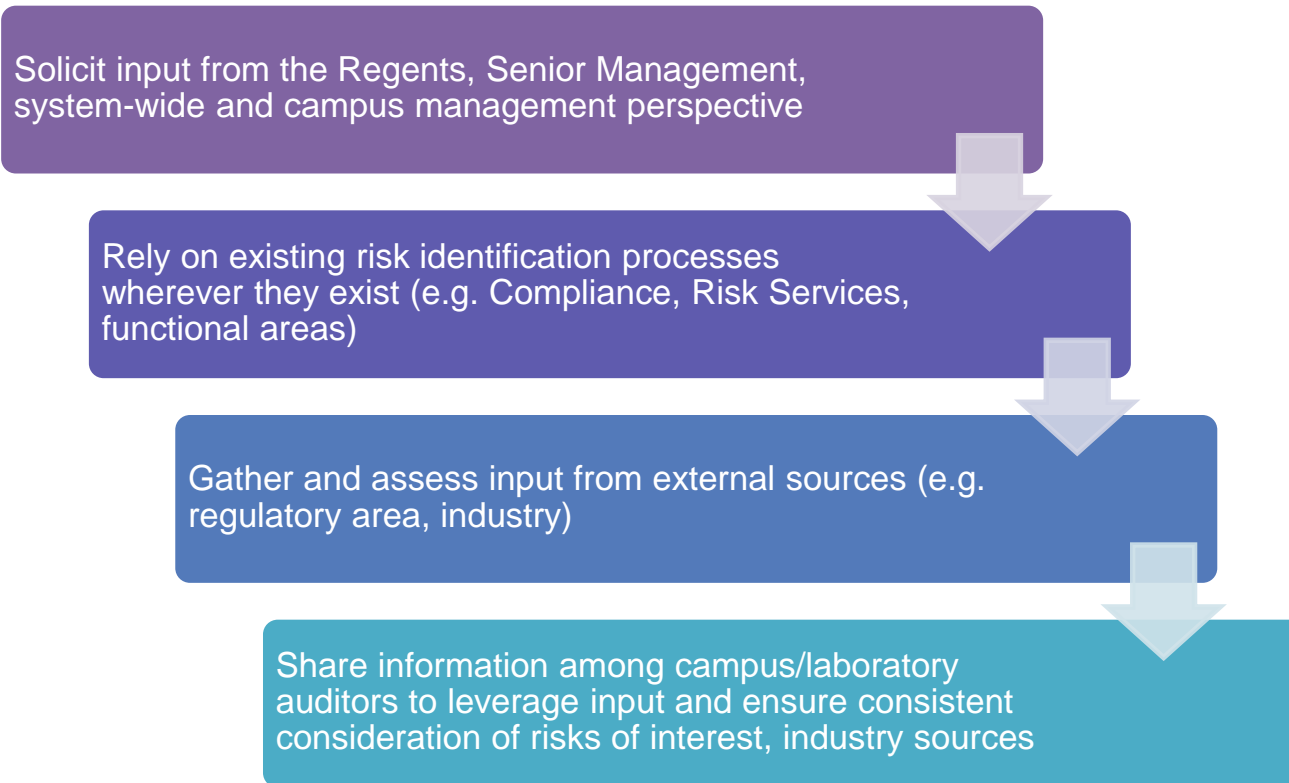 Solicit input from the Regents, Senior Management,
system-wide and campus management perspective
Rely on existing risk identification processes
wherever they exist (e.g. Compliance, Risk Services,
functional areas)
Gather and assess input from external sources (e.g.
regulatory area, industry)
Share information among campus/laboratory
auditors to leverage input and ensure consistent
consideration of risks of interest, industry sources